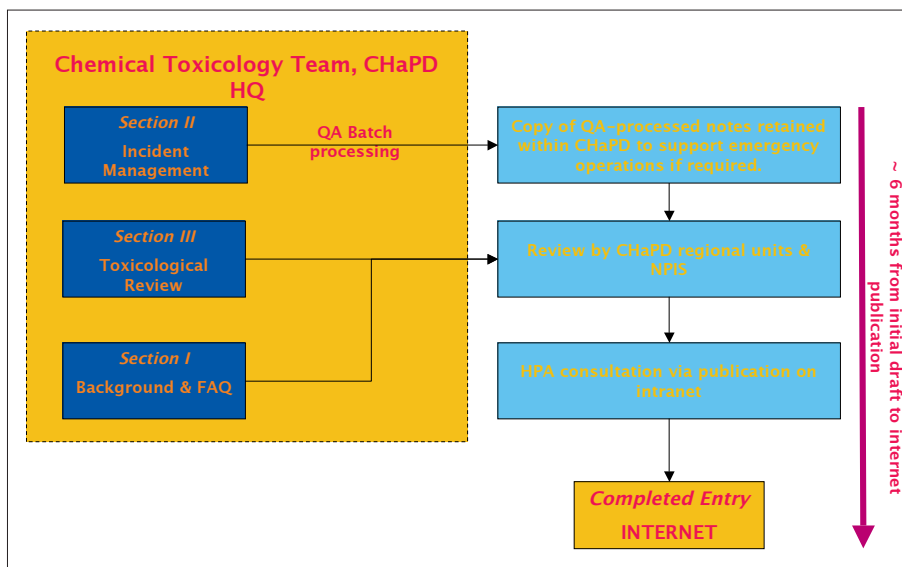 Chemical Toxicology Team, CHaPD
HQ
Section II
Incident
Management
QA Batch
processing
Copy of QA-processed notes retained
within CHaPD to support emergency
operations if required.
Section III
Toxicological
Review
Review by CHaPD regional units &
NPIS
Section I
Background & FAQ
HPA consultation via publication on
intranet
Completed Entry
INTERNET
~ 6 months from initial draft to internet
publication